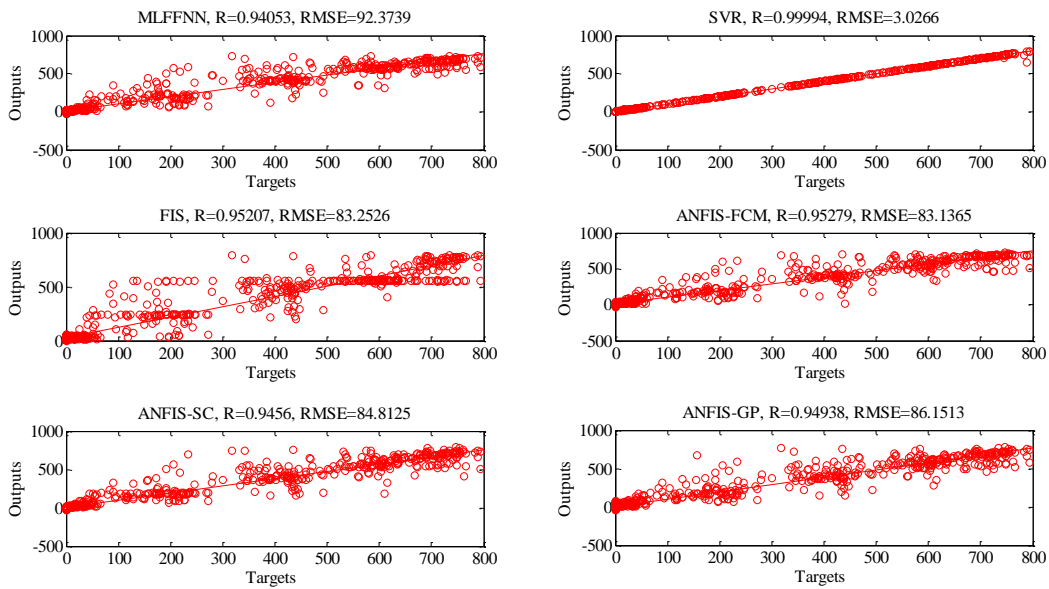 MLFFNN, R=0.94053, RMSE=92.3739
1000
500
0
-500
Outputs
0 100 200 300 400 500 600 700 800
Targets
SVR, R=0.99994, RMSE=3.0266
1000
500
0
-500
Outputs
0 100 200 300 400 500 600 700 800
Targets
FIS, R=0.95207, RMSE=83.2526
1000
500
0
Outputs
0 100 200 300 400 500 600 700 800
Targets
ANFIS-FCM, R=0.95279, RMSE=83.1365
1000
500
0
-500
Outputs
0 100 200 300 400 500 600 700 800
Targets
ANFIS-SC, R=0.9456, RMSE=84.8125
1000
500
0
-500
Outputs
0 100 200 300 400 500 600 700 800
Targets
ANFIS-GP, R=0.94938, RMSE=86.1513
1000
500
0
-500
Outputs
0 100 200 300 400 500 600 700 800
Targets